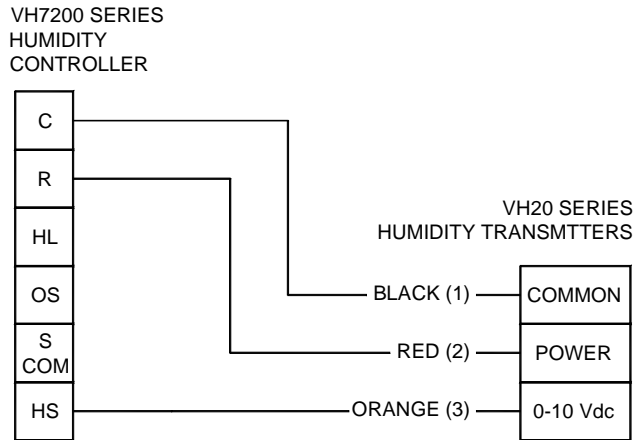 VH7200 SERIES
HUMIDITY
CONTROLLER
C
R
HL
OS
S
COM
HS
VH20 SERIES
HUMIDITY TRANSMTTERS
BLACK (1)
COMMON
RED (2)
POWER
ORANGE (3)
0-10 Vdc